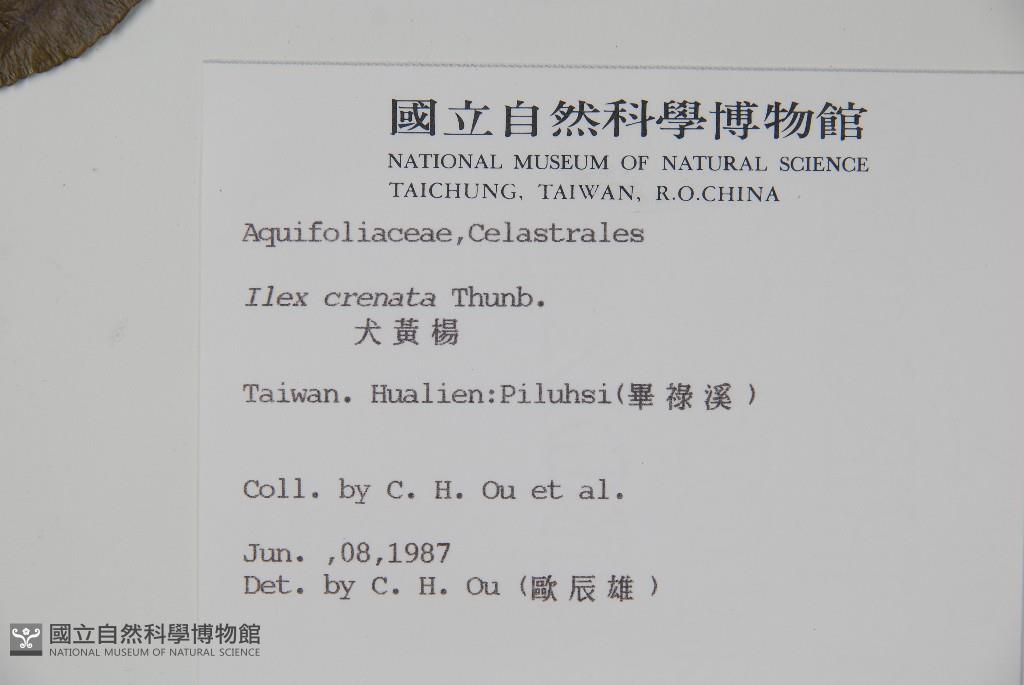 國立自然科學博物館
NATIONAL MUSEUM OF NATURAL SCIENCE
TAICHUNG, TAIWAN, R.O.CHINA
Aquifoliaceae,Celastrales
Ilex crenata Thunb.
犬黃楊
Taiwan. Hualien:Piluhsi(畢祿溪)
Coll. by C. H. Ou et al.
Jun. ,08,1987
Det. by C. H. Ou (歐辰雄)
國立自然科學博物館
NATIONAL MUSEUM OF NATURAL SCIENCE